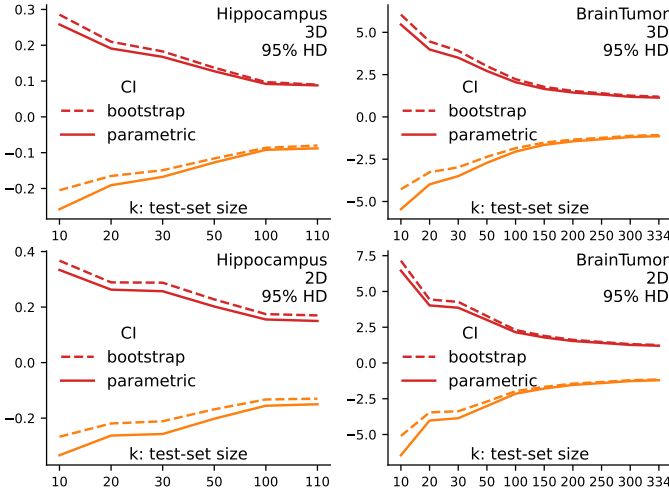 Hippocampus
3D
95% HD
CI
bootstrap
parametric
k: test-set size
0.3
0.2
0.1
0.0
−0.1
−0.2
10 20 30 50 100 110
BrainTumor
3D
95% HD
CI
bootstrap
parametric
k: test-set size
5.0
2.5
0.0
−2.5
−5.0
10 20 30 50 100 150 200 250 300 334
Hippocampus
2D
95% HD
CI
bootstrap
parametric
k: test-set size
0.4
0.2
0.0
−0.2
10 20 30 50 100 110
BrainTumor
2D
95% HD
CI
bootstrap
parametric
k: test-set size
7.5
5.0
2.5
0.0
−2.5
−5.0
10 20 30 50 100 150 200 250 300 334